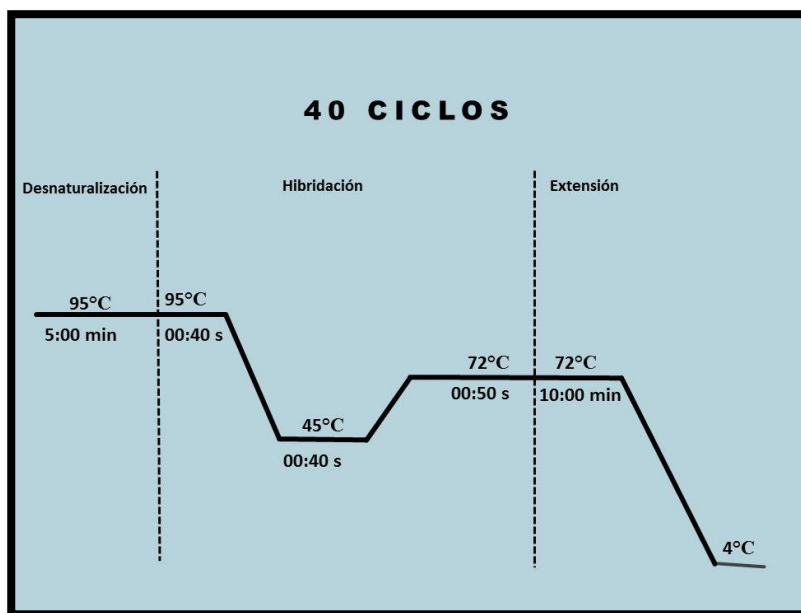 40 CICLOS
Desnaturalización
Hibridación
Extensión
95°C
5:00 min
95°C
00:40 s
45°C
00:40 s
72°C
00:50 s
72°C
10:00 min
4°C